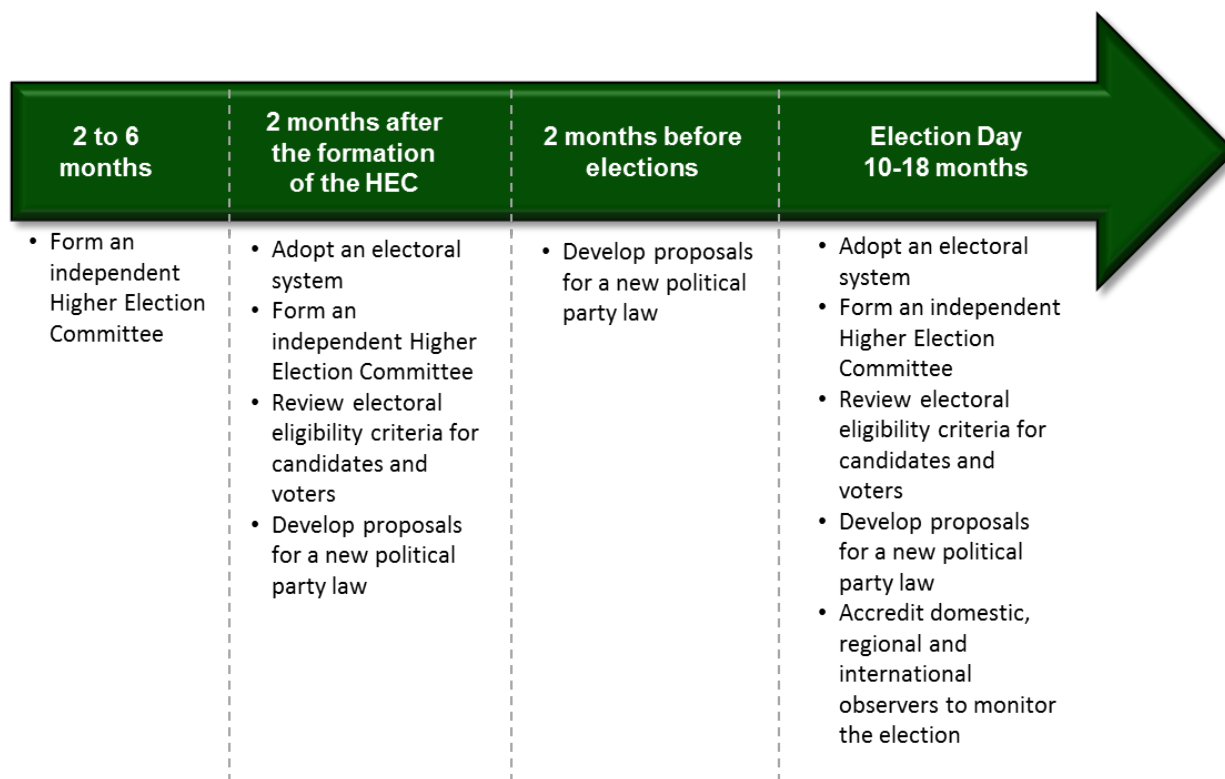 2 to 6
months
2 months after
the formation
of the HEC
2 months before
elections
Election Day
10-18 months
• Form an
independent
Higher Election
Committee
• Adopt an electoral
system
• Form an
independent Higher
Election Committee
• Review electoral
eligibility criteria for
candidates and
voters
• Develop proposals
for a new political
party law
• Develop proposals
for a new political
party law
• Adopt an electoral
system
• Form an independent
Higher Election
Committee
• Review electoral
eligibility criteria for
candidates and
voters
• Develop proposals
for a new political
party law
• Accredit domestic,
regional and
international
observers to monitor
the election